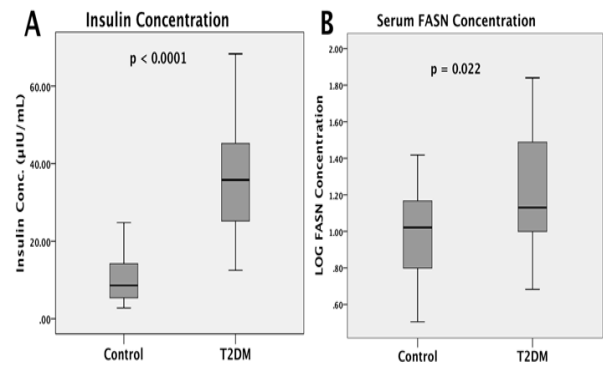 A
Insulin Concentration
p < 0.0001
Insulin Conc. (µIU/mL)
60.00
40.00
20.00
.00
Control
T2DM
B
Serum FASN Concentration
p = 0.022
LOG FASN Concentration
2.00
1.80
1.60
1.40
1.20
1.00
.80
.60
Control
T2DM